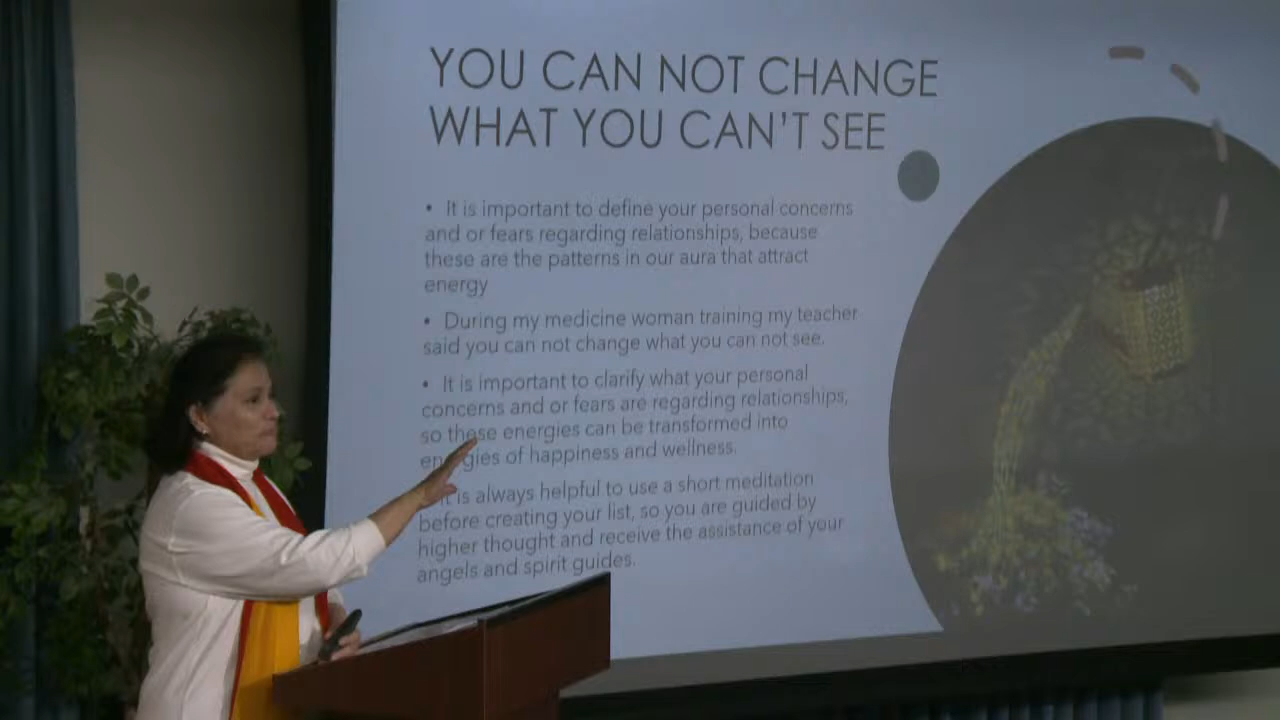 YOU CAN NOT CHANGE
WHAT YOU CAN'T SEE
• It is important to define your personal concerns
and or fears regarding relationships, because
these are the patterns in our aura that attract
energy
• During my medicine woman training my teacher
said you can not change what you can not see.
• It is important to clarify what your personal
concerns and or fears are regarding relationships,
so these energies can be transformed into
energies of happiness and wellness.
It is always helpful to use a short meditation
before creating your list, so you are guided by
higher thought and receive the assistance of your
angels and spirit guides.